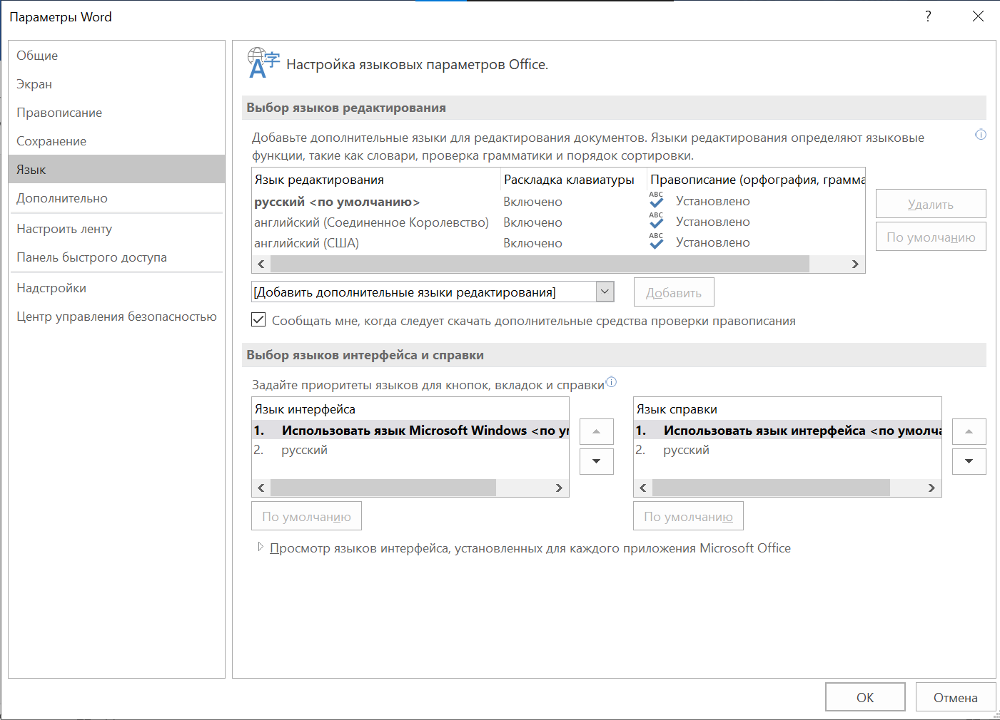 Параметры Word
?
Общие
Экран
Правописание
Сохранение
Язык
Дополнительно
Настроить ленту
Панель быстрого доступа
Надстройки
Центр управления безопасностью
A字 Настройка языковых параметров Office.
Выбор языков редактирования
Добавьте дополнительные языки для редактирования документов. Языки редактирования определяют языковые
функции, такие как словари, проверка грамматики и порядок сортировки.
Язык редактирования Раскладка клавиатуры Правописание (орфография, грамма
русский <по умолчанию> Включено ABC Установлено
английский (Соединенное Королевство) Включено ABC Установлено
английский (США) Включено ABC Установлено
Удалить
По умолчанию
[Добавить дополнительные языки редактирования] Добавить
Сообщать мне, когда следует скачать дополнительные средства проверки правописания
Выбор языков интерфейса и справки
Задайте приоритеты языков для кнопок, вкладок и справки
Язык интерфейса
1. Использовать язык Microsoft Windows <по у
2. русский
По умолчанию
Язык справки
1. Использовать язык интерфейса <по умолча
2. русский
По умолчанию
Просмотр языков интерфейса, установленных для каждого приложения Microsoft Office
ОК Отмена